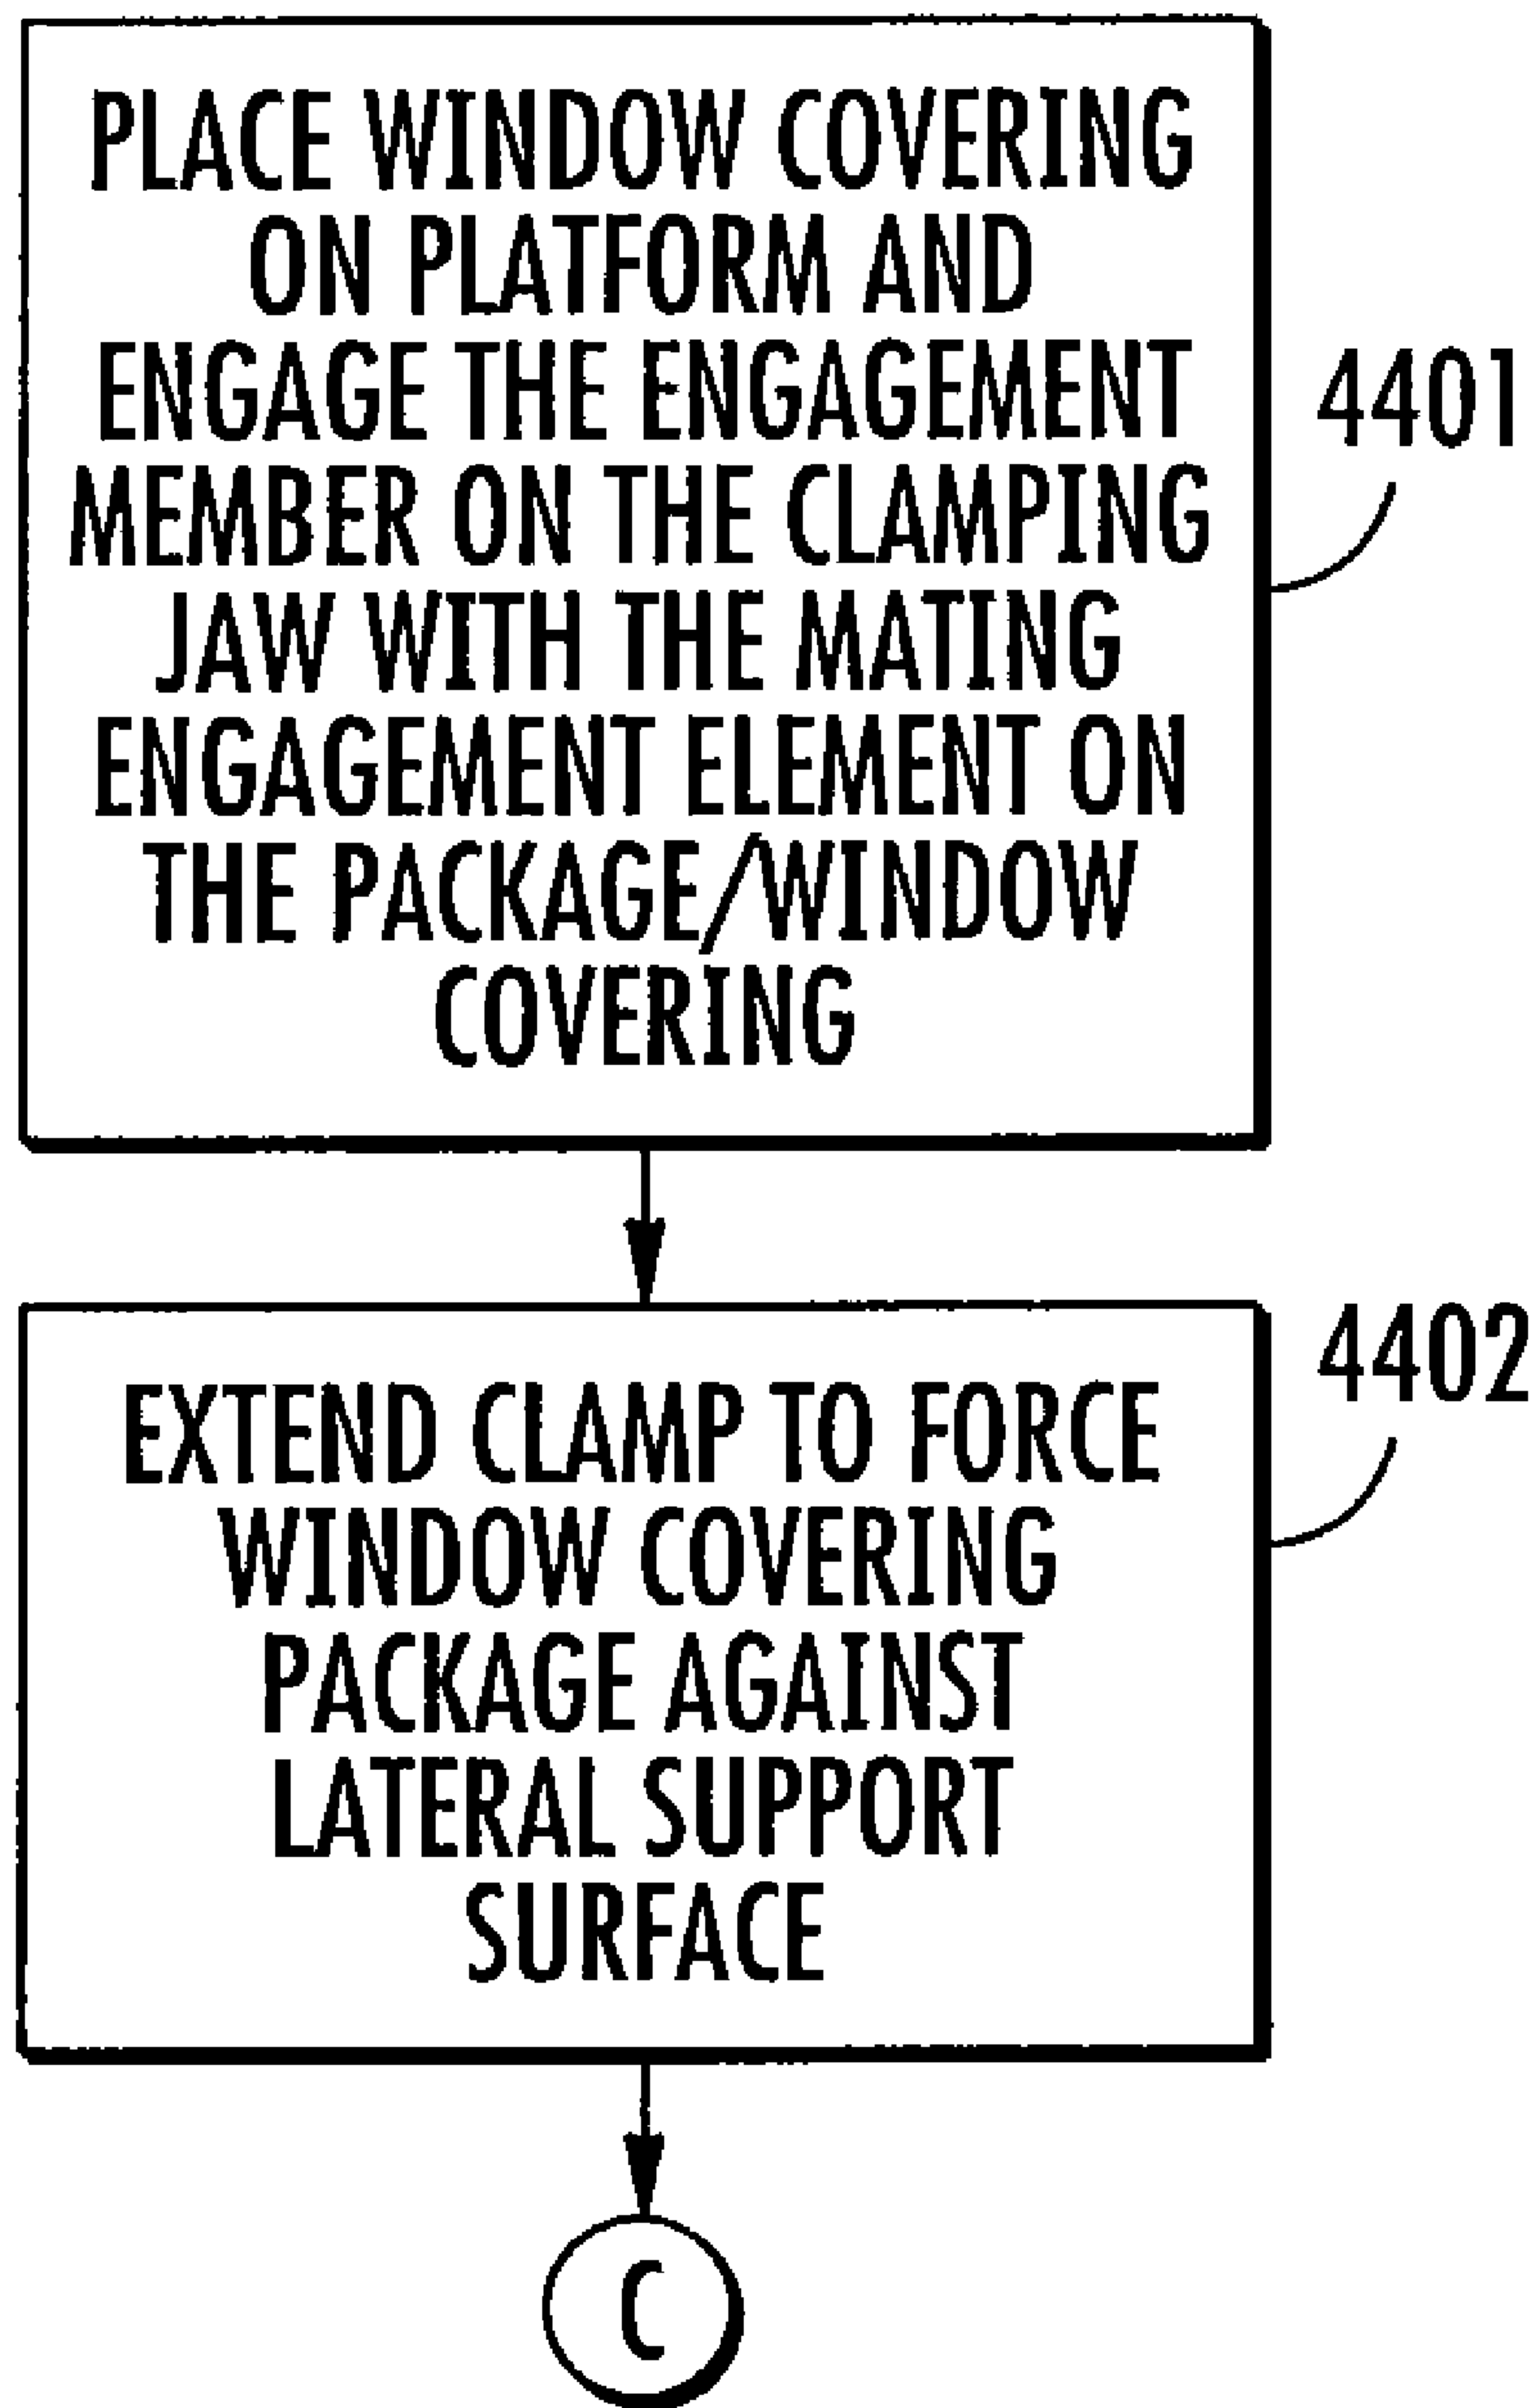 PLACE WINDOW COVERING
ON PLATFORM AND
ENGAGE THE ENGAGEMENT
MEMBER ON THE CLAMPING
JAW WITH THE MATING
ENGAGEMENT ELEMENT ON
THE PACKAGE/WINDOW
COVERING
4401
EXTEND CLAMP TO FORCE
WINDOW COVERING
PACKAGE AGAINST
LATERAL SUPPORT
SURFACE
4402
C